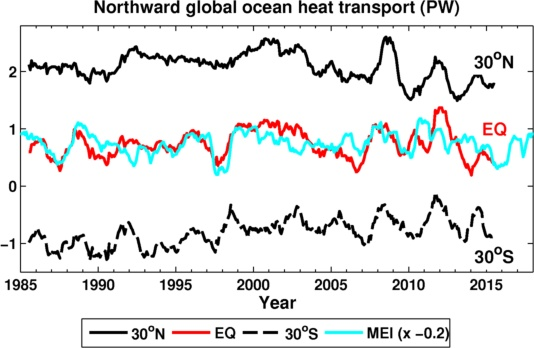 Northward global ocean heat transport (PW)
2
1
0
−1
30°N
EQ
30°S
1985 1990 1995 2000 2005 2010 2015
Year
30°N EQ 30°S MEI (x −0.2)